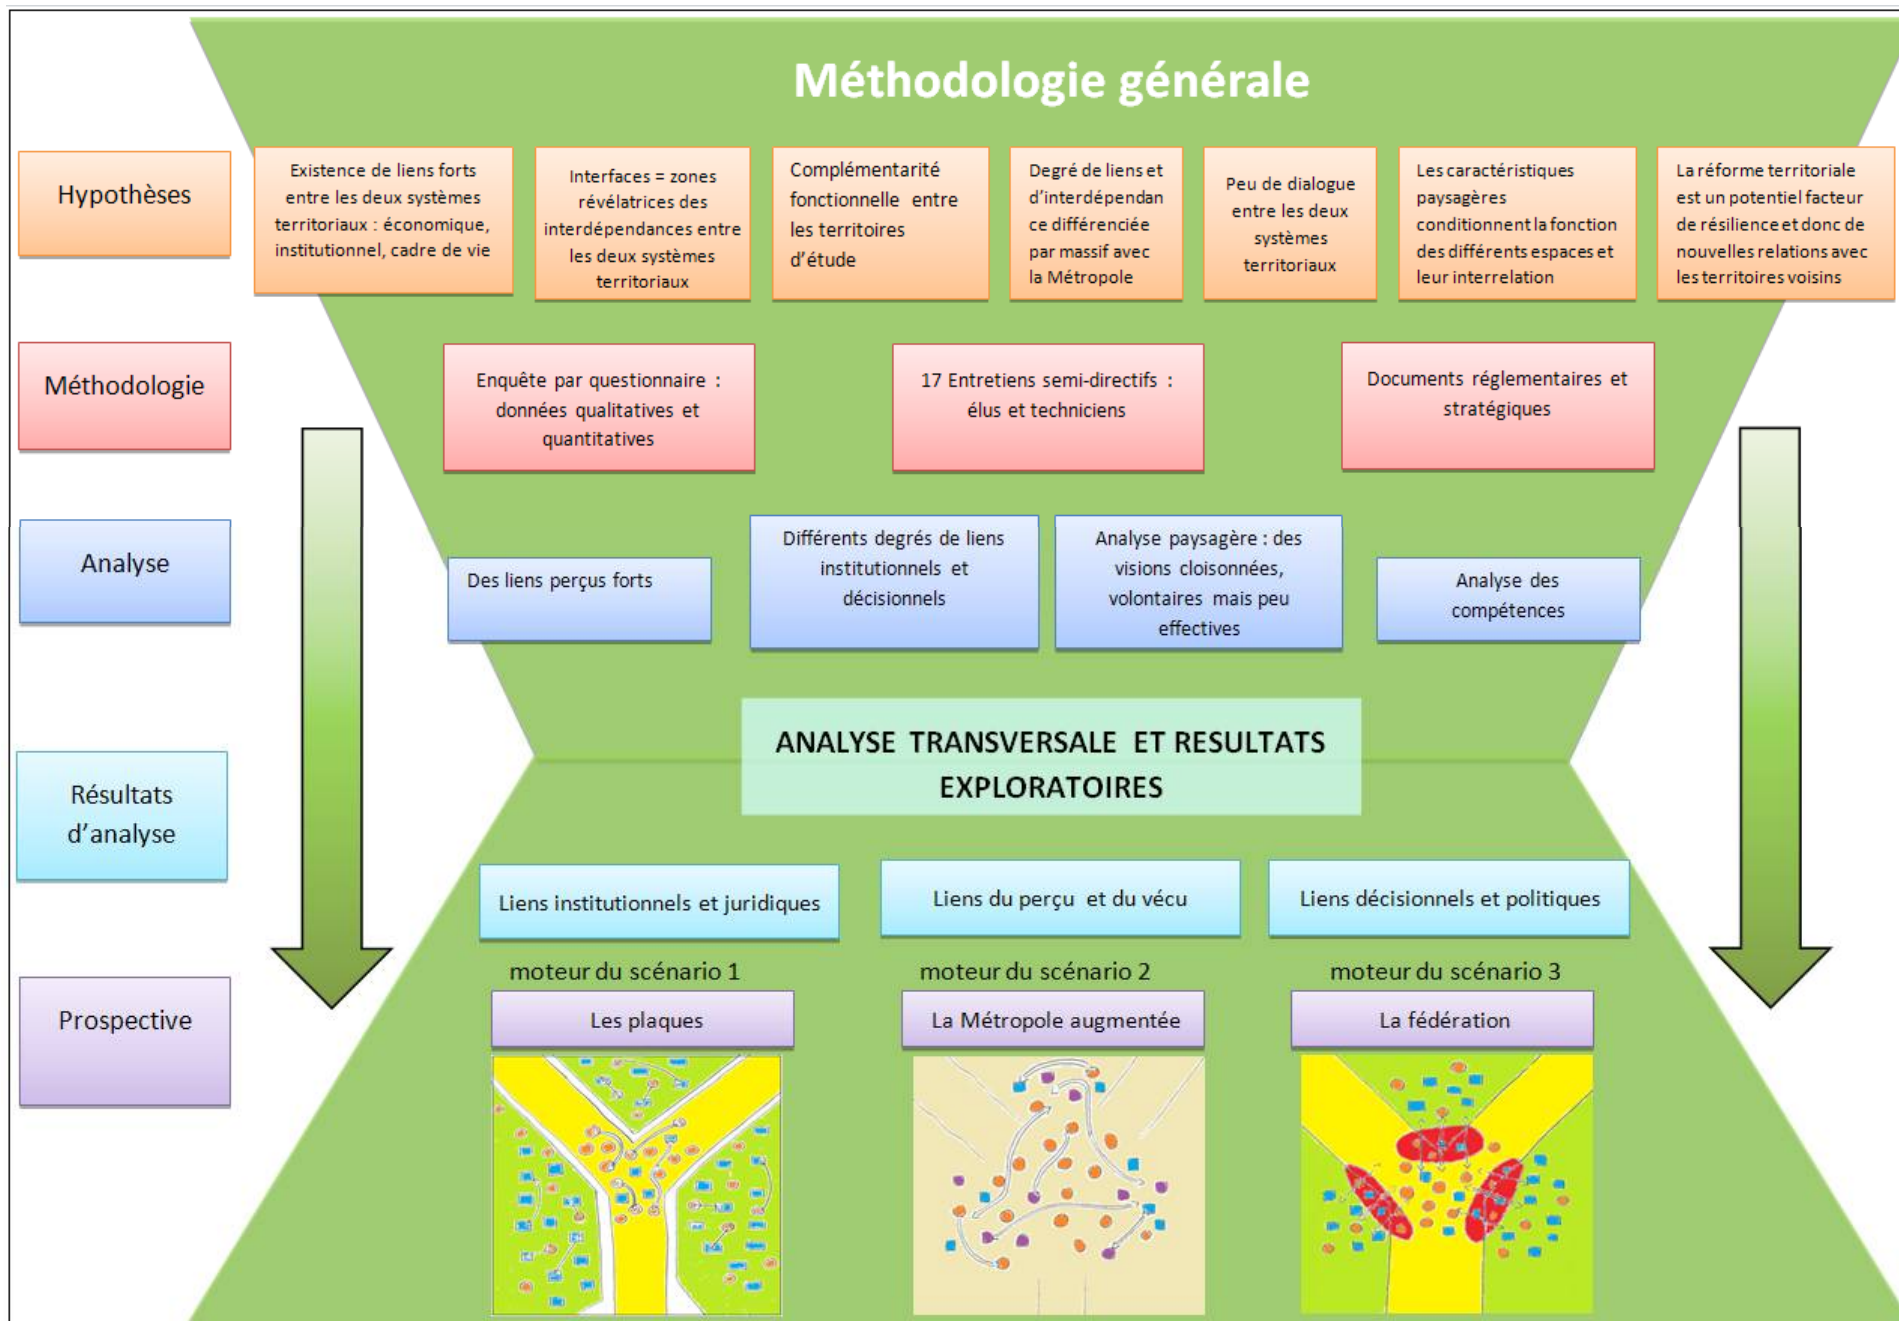 Méthodologie générale
Hypothèses
Existence de liens forts
entre les deux systèmes
territoriaux : économique,
institutionnel, cadre de vie
Interfaces = zones
révélatrices des
interdépendances entre
les deux systèmes
territoriaux
Complémentarité
fonctionnelle entre
les territoires
d’étude
Degré de liens et
d’interdépendan
ce différenciée
par massif avec
la Métropole
Peu de dialogue
entre les deux
systèmes
territoriaux
Les caractéristiques
paysagères
conditionnent la fonction
des différents espaces et
leur interrelation
La réforme territoriale
est un potentiel facteur
de résilience et donc de
nouvelles relations avec
les territoires voisins
Méthodologie
Enquête par questionnaire :
données qualitatives et
quantitatives
17 Entretiens semi-directifs :
élus et techniciens
Documents réglementaires et
stratégiques
Analyse
Des liens perçus forts
Différents degrés de liens
institutionnels et
décisionnels
Analyse paysagère : des
visions cloisonnées,
volontaires mais peu
effectives
Analyse des
compétences
ANALYSE TRANSVERSALE ET RESULTATS
EXPLORATOIRES
Résultats
d’analyse
Liens institutionnels et juridiques
Liens du perçu et du vécu
Liens décisionnels et politiques
moteur du scénario 1
moteur du scénario 2
moteur du scénario 3
Prospective
Les plaques
La Métropole augmentée
La fédération